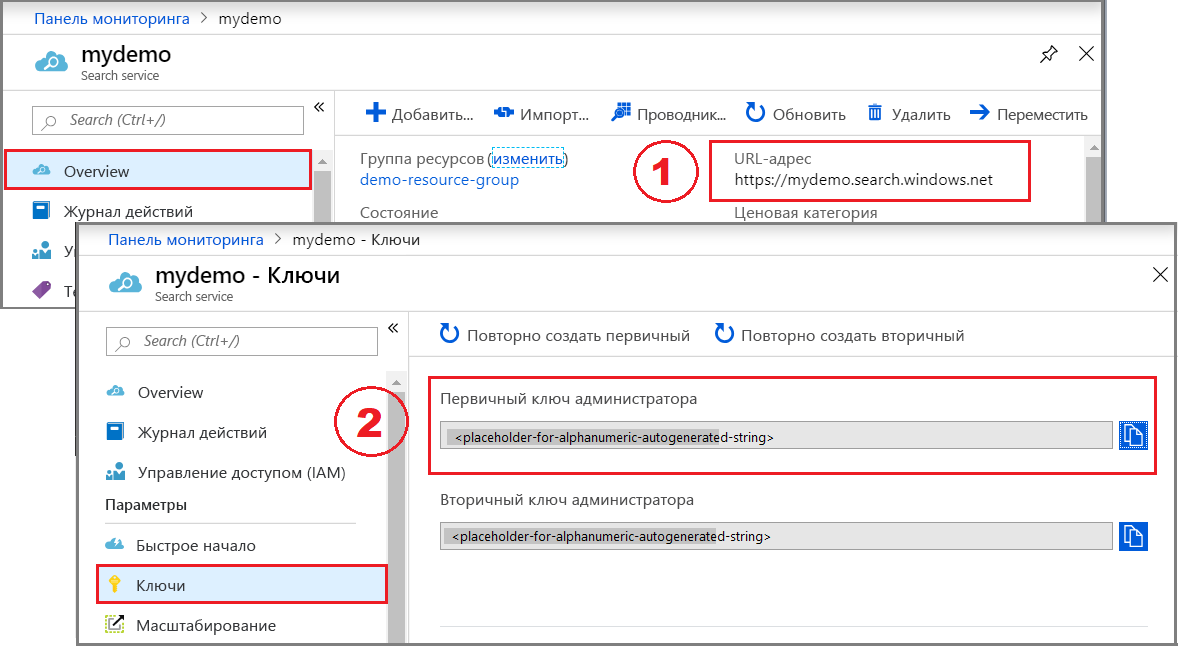 Панель мониторинга > mydemo
mydemo
Search service
Search (Ctrl+/)
«
Добавить...
Импорт...
Проводник...
Обновить
Удалить
Переместить
Overview
Журнал действий
Группа ресурсов (изменить)
demo-resource-group
Состояние
1
URL-адрес
https://mydemo.search.windows.net
Ценовая категория
Панель мониторинга > mydemo - Ключи
mydemo - Ключи
Search service
Search (Ctrl+/)
«
Overview
Журнал действий
Управление доступом (IAM)
Параметры
Быстрое начало
Ключи
Масштабирование
2
Повторно создать первичный
Повторно создать вторичный
Первичный ключ администратора
<placeholder-for-alphanumeric-autogenerated-string>
Вторичный ключ администратора
<placeholder-for-alphanumeric-autogenerated-string>